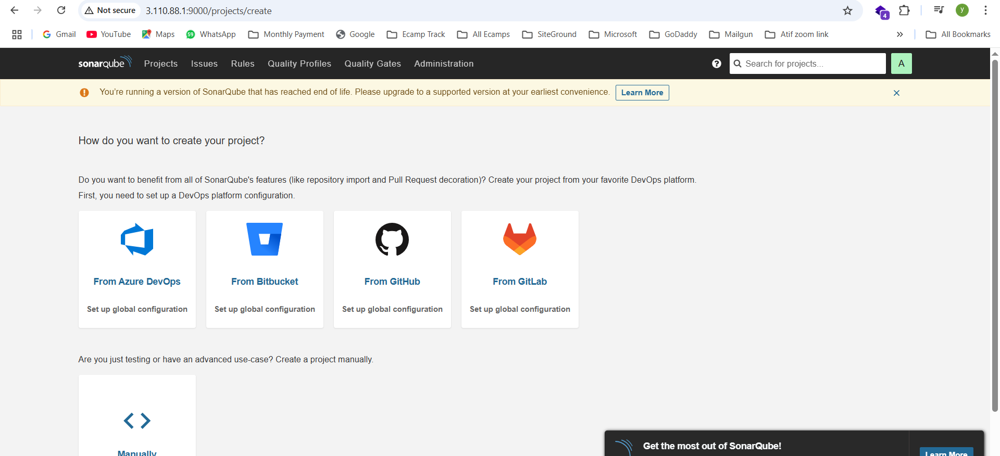 Not secure 3.110.88.1:9000/projects/create 4 y
Gmail YouTube Maps 59 WhatsApp Monthly Payment Google Ecamp Track All Ecamps SiteGround Microsoft GoDaddy Mailgun Atif zoom link » All Bookmarks
sonarqube Projects Issues Rules Quality Profiles Quality Gates Administration ? Search for projects... A
You're running a version of SonarQube that has reached end of life. Please upgrade to a supported version at your earliest convenience. Learn More
How do you want to create your project?
Do you want to benefit from all of SonarQube's features (like repository import and Pull Request decoration)? Create your project from your favorite DevOps platform.
First, you need to set up a DevOps platform configuration.
From Azure DevOps From Bitbucket From GitHub From GitLab
Set up global configuration Set up global configuration Set up global configuration Set up global configuration
Are you just testing or have an advanced use-case? Create a project manually.
Manually
Get the most out of SonarQube!
Learn More